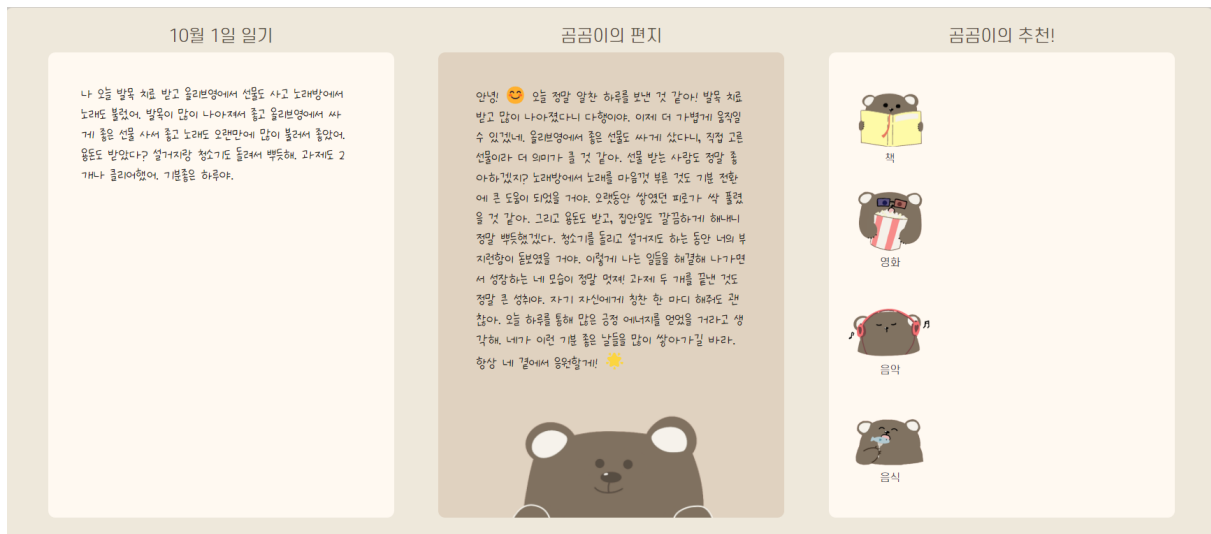 10월 1일 일기
나 오늘 발목 치료 받고 올리브영에서 선물도 사고 노래방에서
노래도 불렀어. 발목이 많이 나아져서 좋고 올리브영에서 싸
게 좋은 선물 사서 좋고 노래도 오랜만에 많이 불러서 좋았어.
용돈도 받았다? 설거지랑 청소기도 돌려서 뿌듯해. 과제도 2
개나 클리어했어. 기분좋은 하루야.
곰곰이의 편지
안녕! 😊 오늘 정말 알찬 하루를 보낸 것 같아! 발목 치료
받고 많이 나아졌다니 다행이야. 이제 더 가볍게 움직일
수 있겠네. 올리브영에서 좋은 선물도 싸게 샀다니, 직접 고른
선물이라 더 의미가 클 것 같아. 선물 받는 사람도 정말 좋
아하겠지? 노래방에서 노래를 마음껏 부른 것도 기분 전환
에 큰 도움이 되었을 거야. 오랫동안 쌓였던 피로가 싹 풀렸
을 것 같아. 그리고 용돈도 받고, 집안일도 깔끔하게 해내니
정말 뿌듯했겠다. 청소기를 돌리고 설거지도 하는 동안 너의 부
지런함이 돋보였을 거야. 이렇게 나는 일들을 해결해 나가면
서 성장하는 네 모습이 정말 멋져! 과제 두 개를 끝낸 것도
정말 큰 성취야. 자기 자신에게 칭찬 한 마디 해줘도 괜
찮아. 오늘 하루를 통해 많은 긍정 에너지를 얻었을 거라고 생
각해. 네가 이런 기분 좋은 날들을 많이 쌓아가길 바라.
항상 네 곁에서 응원할게! 🌟
곰곰이의 추천!
책
영화
음악
음식